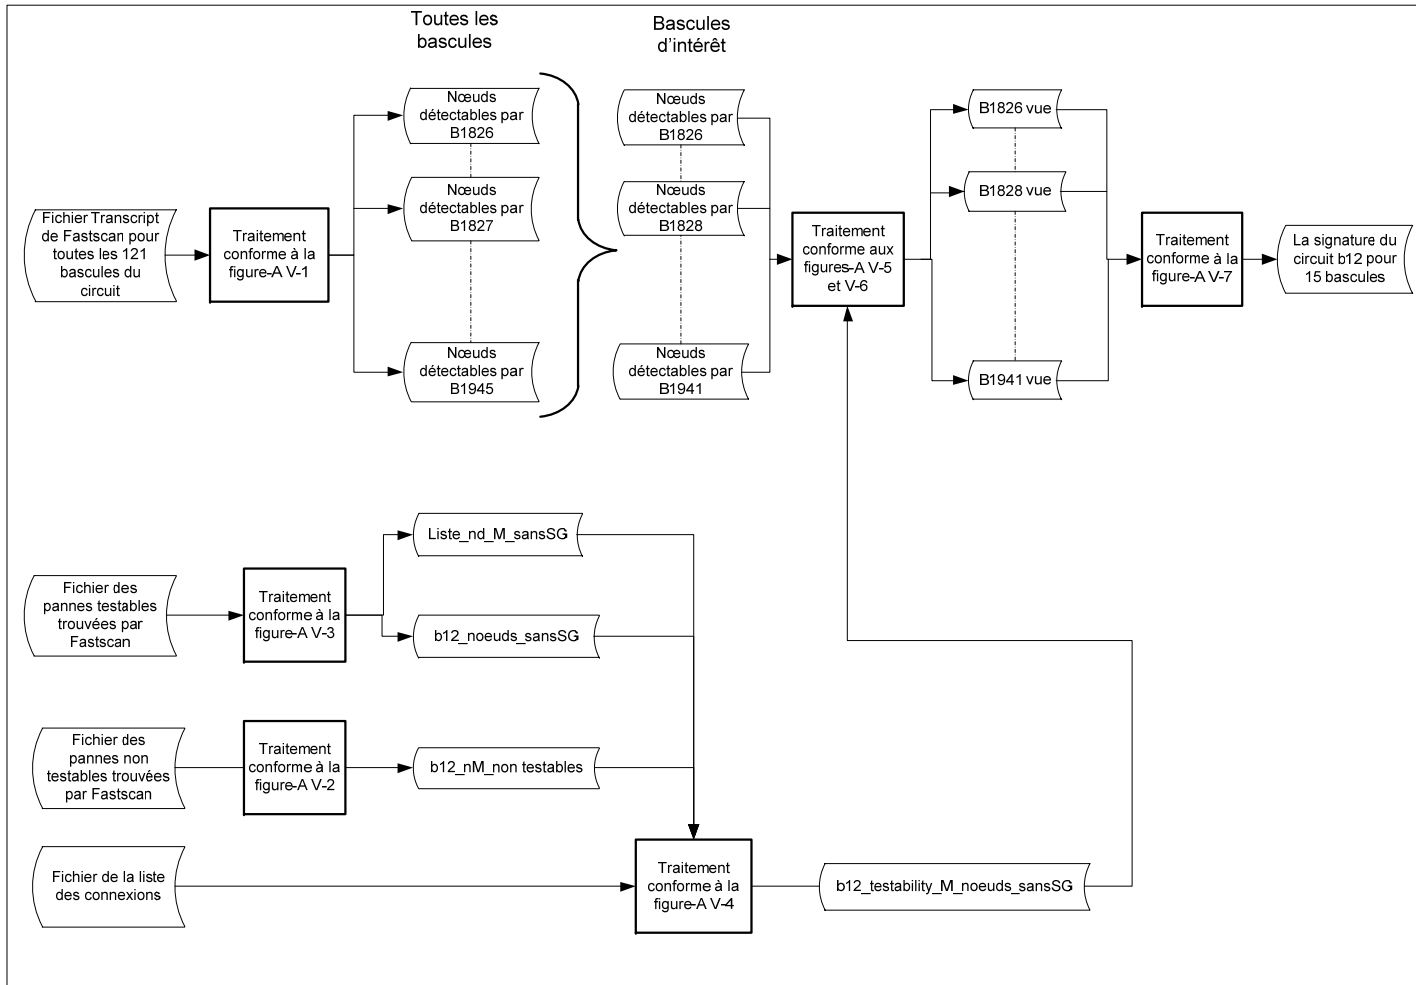 Toutes les
bascules
Bascules
d'intérêt
Nœuds
détectables par
B1826
Nœuds
détectables par
B1827
Nœuds
détectables par
B1945
Nœuds
détectables par
B1826
Nœuds
détectables par
B1828
Nœuds
détectables par
B1941
B1826 vue
B1828 vue
B1941 vue
Fichier Transcript
de Fastscan pour
toutes les 121
bascules du
circuit
Traitement
conforme à la
figure-A V-1
Traitement
conforme aux
figures-A V-5
et V-6
Traitement
conforme à la
figure-A V-7
La signature du
circuit b12 pour
15 bascules
Liste_nd_M_sansSG
Fichier des
pannes testables
trouvées par
Fastscan
Traitement
conforme à la
figure-A V-3
b12_noeuds_sansSG
Fichier des
pannes non
testables trouvées
par Fastscan
Traitement
conforme à la
figure-A V-2
b12_nM_non testables
Fichier de la liste
des connexions
Traitement
conforme à la
figure-A V-4
b12_testability_M_noeuds_sansSG